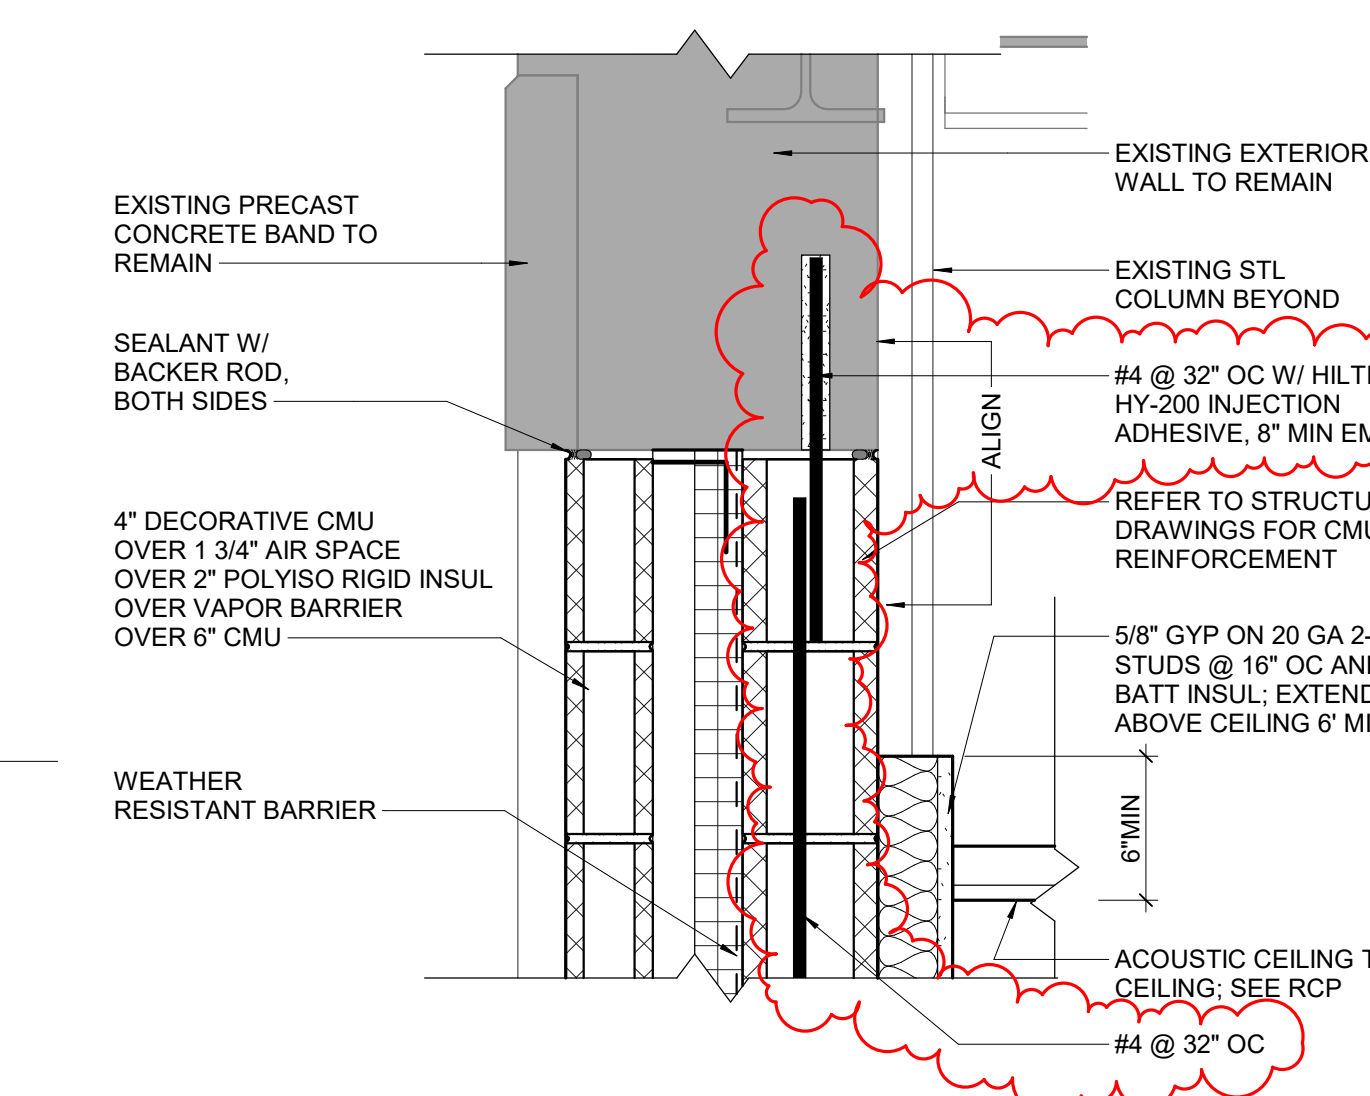 EXISTING PRECAST
CONCRETE BAND TO
REMAIN
SEALANT W/
BACKER ROD,
BOTH SIDES
4" DECORATIVE CMU
OVER 1 3/4" AIR SPACE
OVER 2" POLYISO RIGID INSUL
OVER VAPOR BARRIER
OVER 6" CMU
WEATHER
RESISTANT BARRIER
EXISTING EXTERIOR
WALL TO REMAIN
EXISTING STL
COLUMN BEYOND
#4 @ 32" OC W/ HILTI
HY-200 INJECTION
ADHESIVE, 8" MIN EM
ALIGN
REFER TO STRUCTU
DRAWINGS FOR CMU
REINFORCEMENT
5/8" GYP ON 20 GA 2-
STUDS @ 16" OC AN
BATT INSUL; EXTEND
ABOVE CEILING 6' MI
6"MIN
ACOUSTIC CEILING T
CEILING; SEE RCP
#4 @ 32" OC